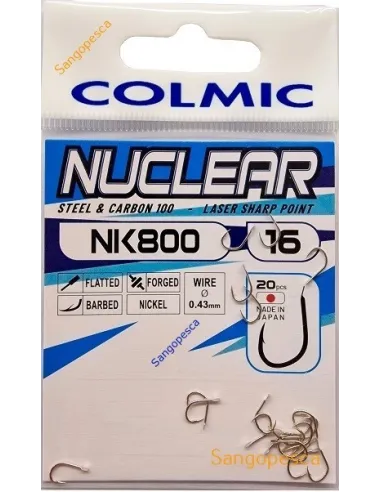 Sangopesca
COLMIC
NUCLEAR
STEEL & CARBON 100 - LASER SHARP POINT
NK800 16
FLATTED FORGED WIRE 20 pcs
Ø
BARBED NICKEL 0.43mm MADE IN
JAPAN
Sangopesca
Sangopesca